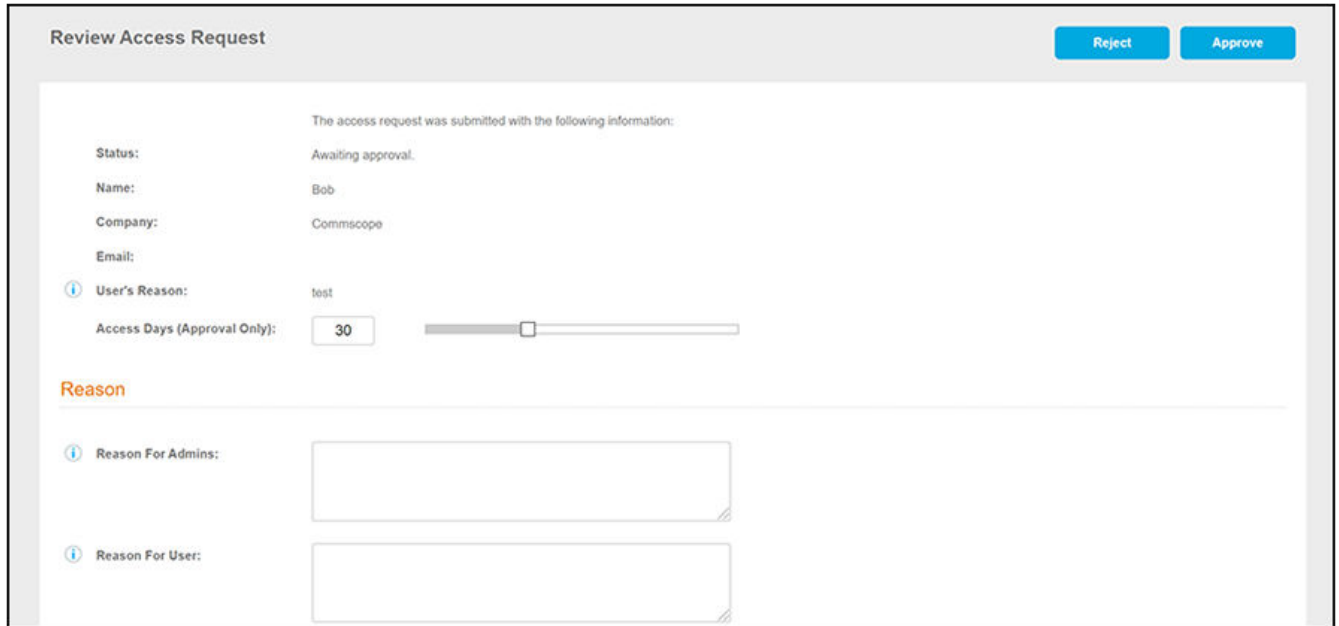 Review Access Request
Reject
Approve
The access request was submitted with the following information:
Status: Awaiting approval.
Name: Bob
Company: Commscope
Email:
User's Reason: test
Access Days (Approval Only): 30
Reason
Reason For Admins:
Reason For User: